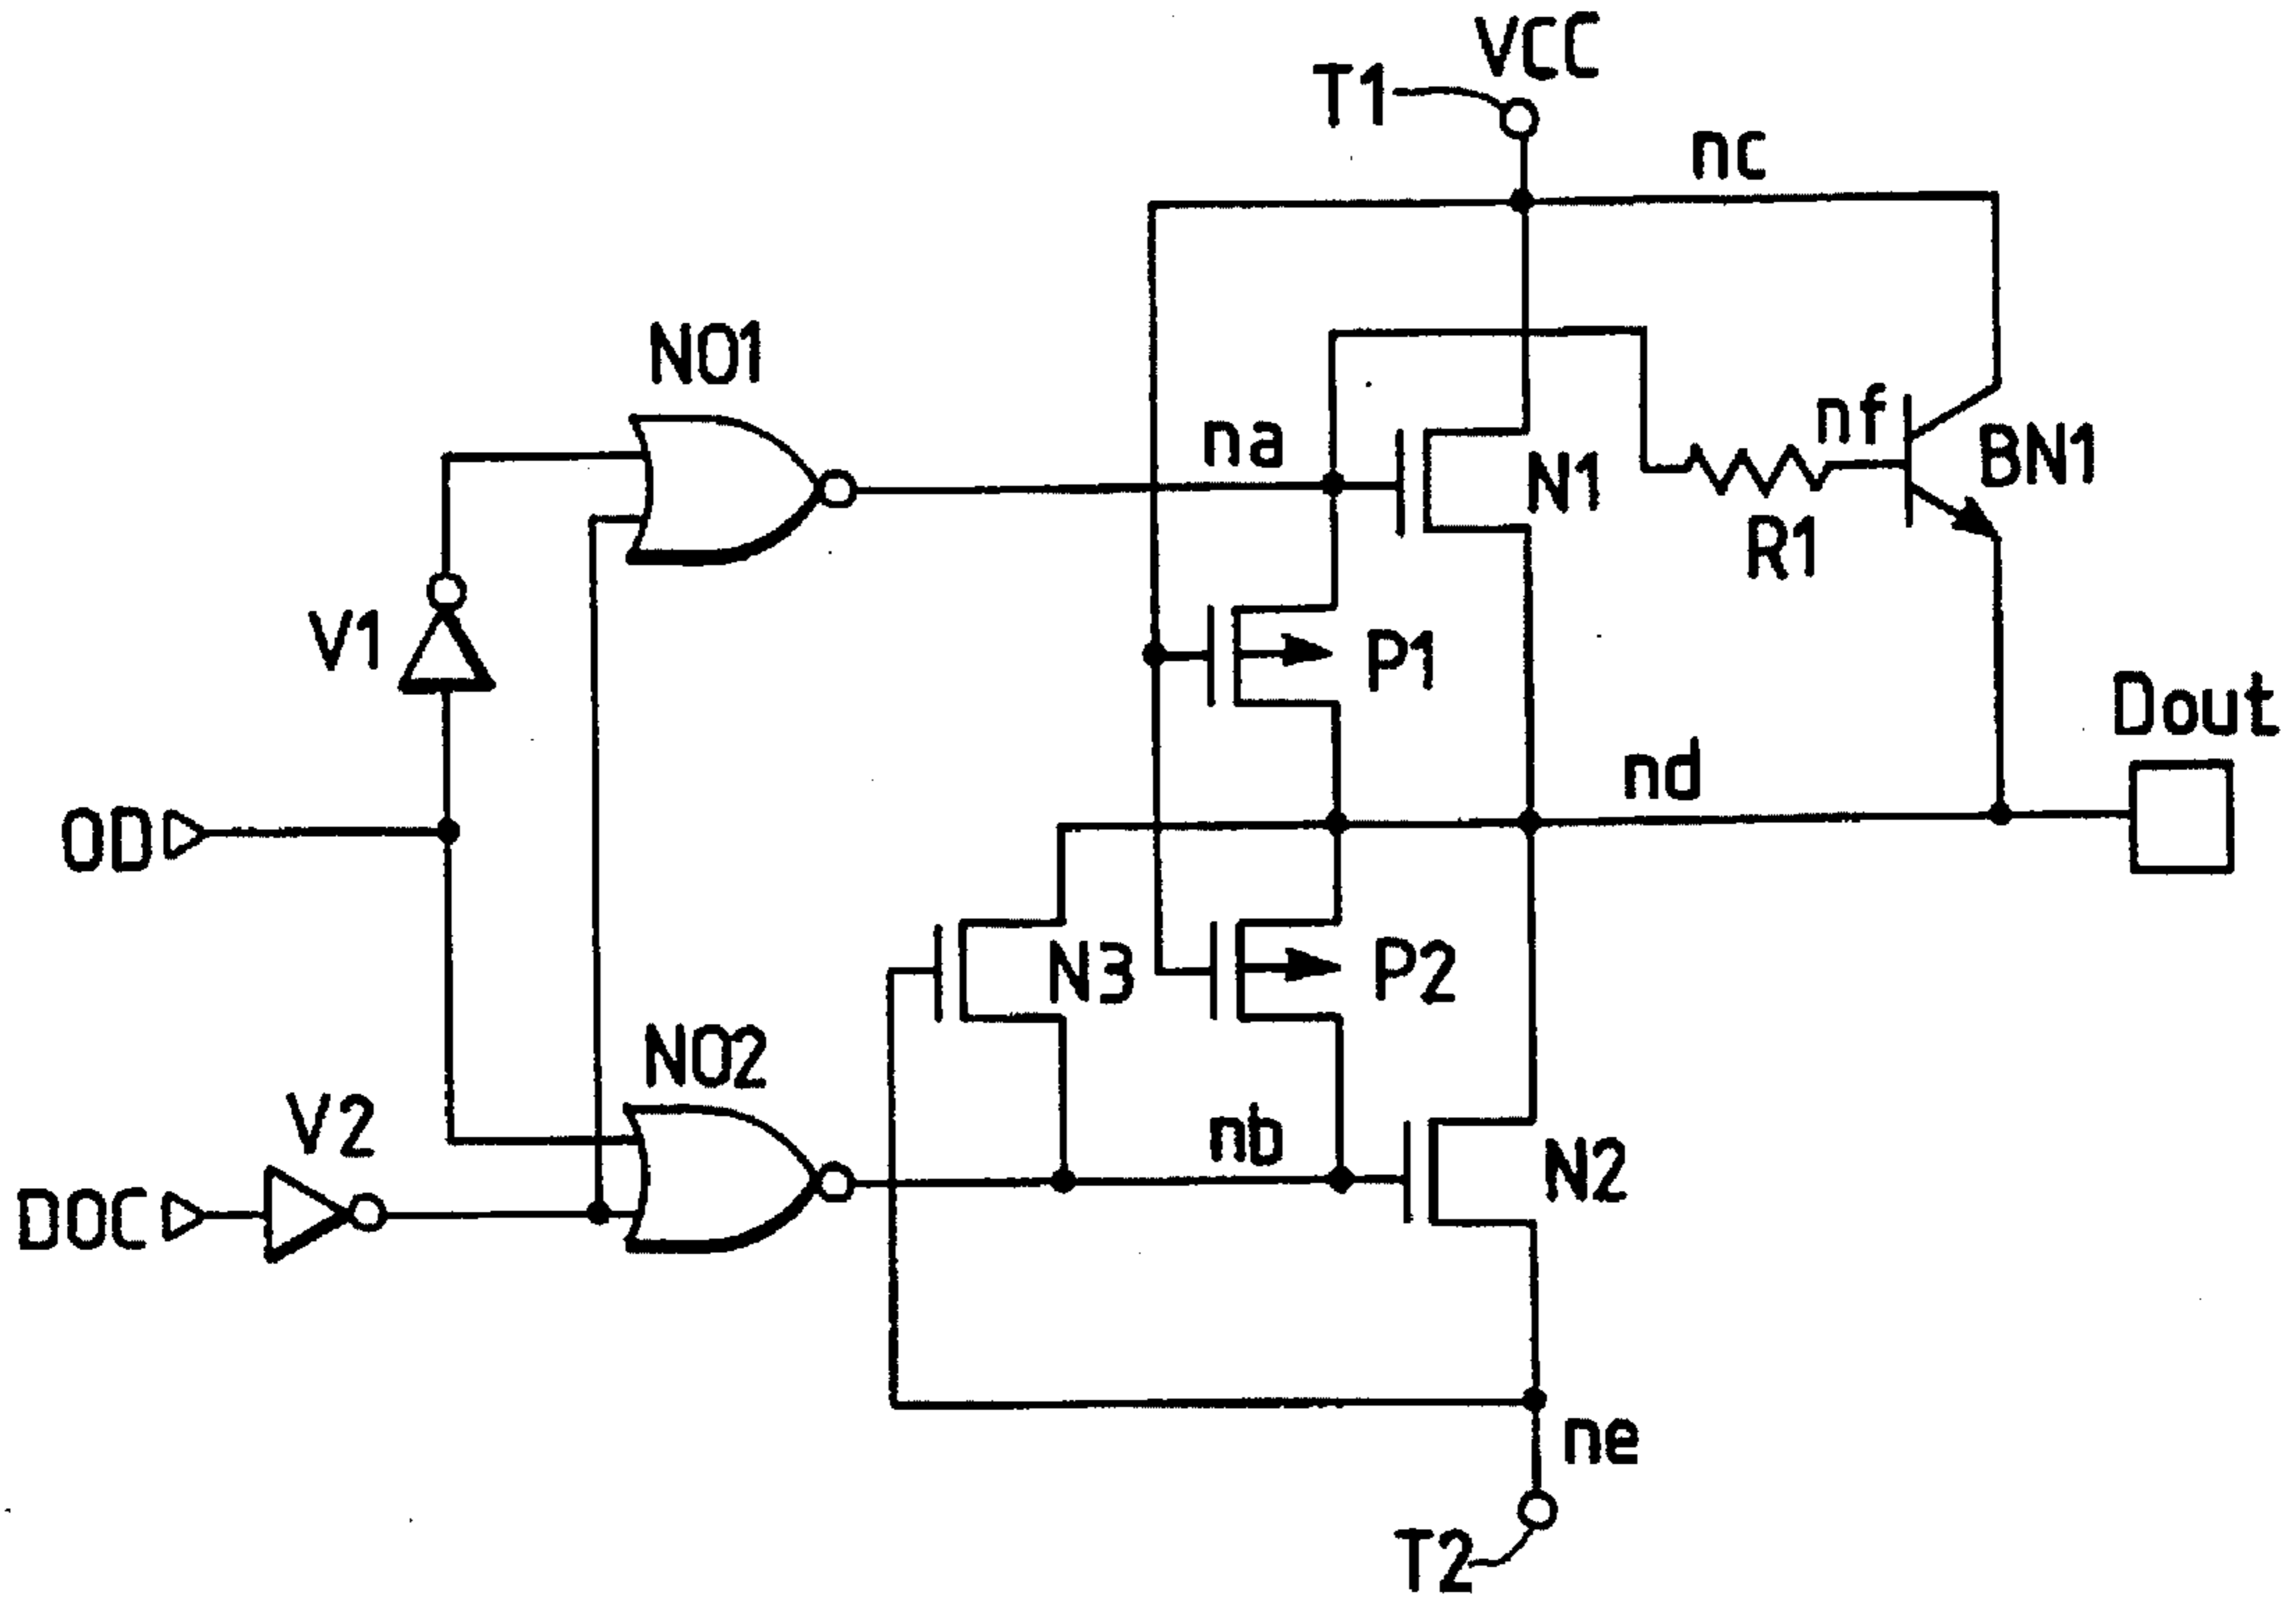 VCC
T1
nc
NO1
na
N1
nf
BN1
R1
V1
P1
Dout
nd
OD
N3
P2
NO2
V2
nb
N2
DOC
ne
T2